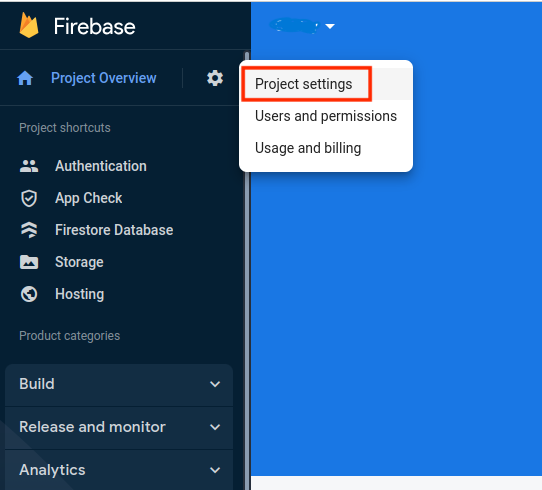 Firebase
Project Overview
Project settings
Users and permissions
Usage and billing
Project shortcuts
Authentication
App Check
Firestore Database
Storage
Hosting
Product categories
Build
Release and monitor
Analytics